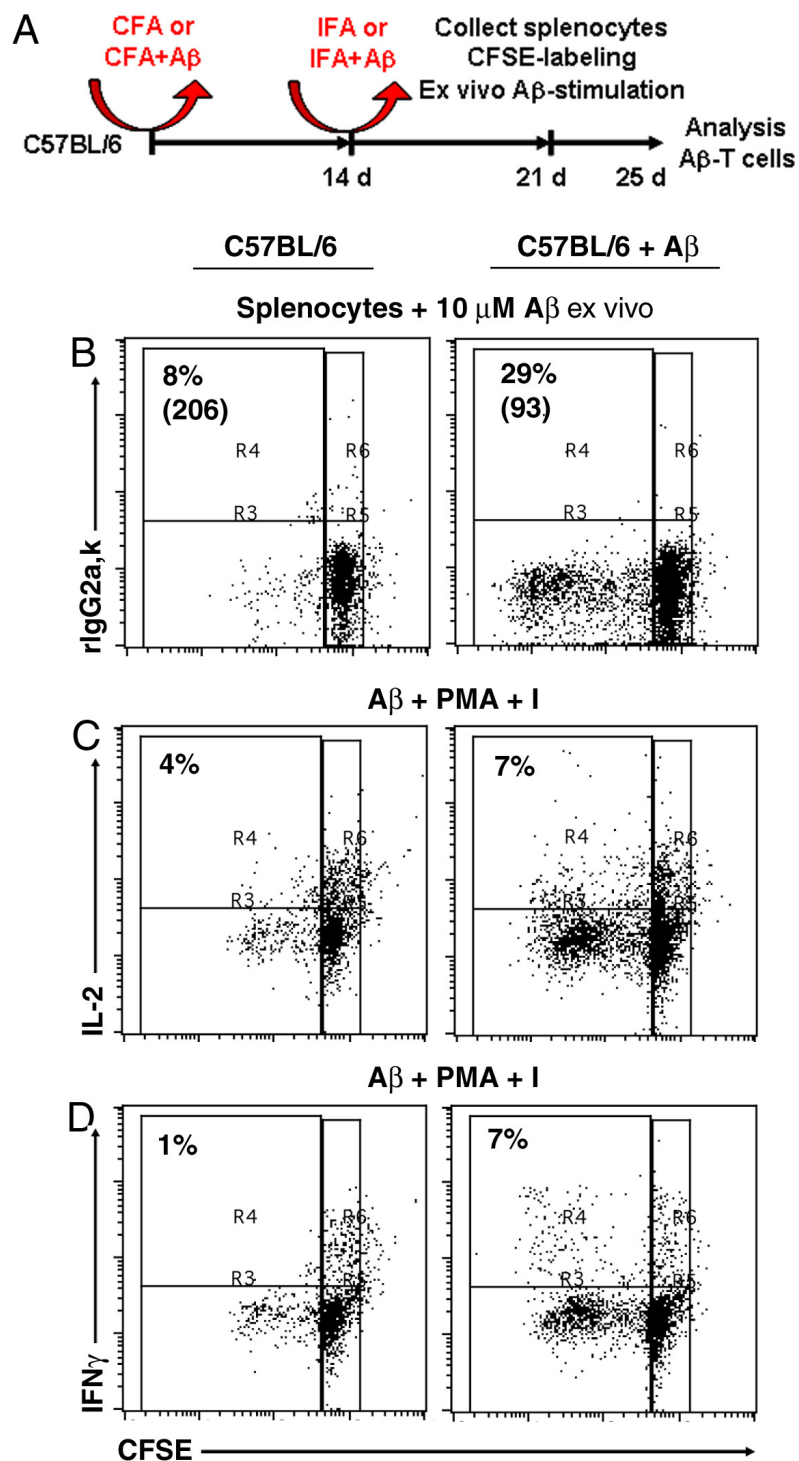 A
CFA or
CFA+Aβ
IFA or
IFA+Aβ
Collect splenocytes
CFSE-labeling
Ex vivo Aβ-stimulation
C57BL/6
14 d
21 d
25 d
Analysis
Aβ-T cells
C57BL/6
C57BL/6 + Aβ
Splenocytes + 10 μM Aβ ex vivo
B
rIgG2a,k
8%
(206)
R4
R6
R3
R5
29%
(93)
R4
R6
R3
R5
Aβ + PMA + I
C
IL-2
4%
R4
R6
R3
R5
7%
R4
R6
R3
R5
Aβ + PMA + I
D
IFNγ
1%
R4
R6
R3
R5
7%
R4
R6
R3
R5
CFSE